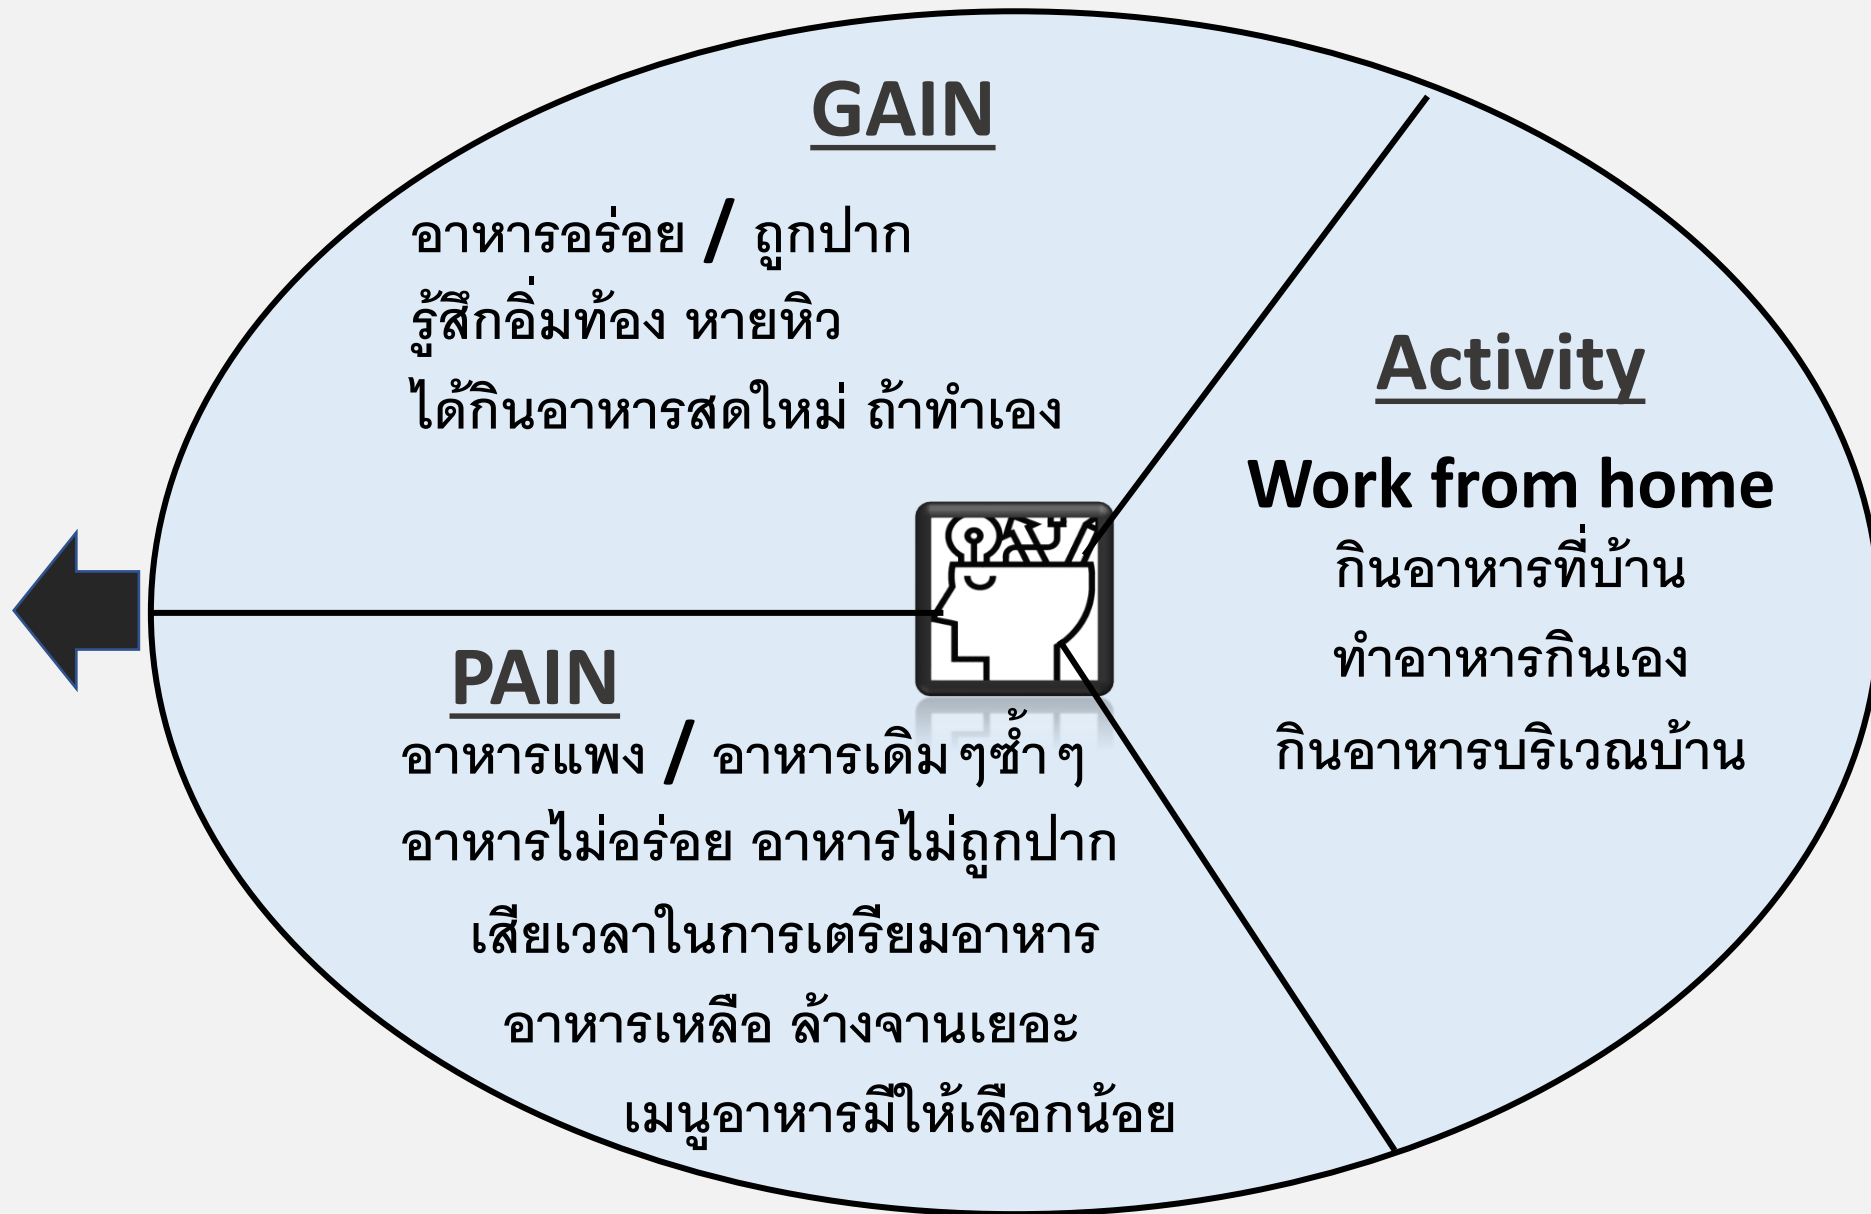 GAIN
อาหารอร่อย / ถูกปาก
รู้สึกอิ่มท้อง หายหิว
ได้กินอาหารสดใหม่ ถ้าทำเอง
Activity
Work from home
กินอาหารที่บ้าน
ทำอาหารกินเอง
กินอาหารบริเวณบ้าน
PAIN
อาหารแพง / อาหารเดิมๆซ้ำๆ
อาหารไม่อร่อย อาหารไม่ถูกปาก
เสียเวลาในการเตรียมอาหาร
อาหารเหลือ ล้างจานเยอะ
เมนูอาหารมีให้เลือกน้อย